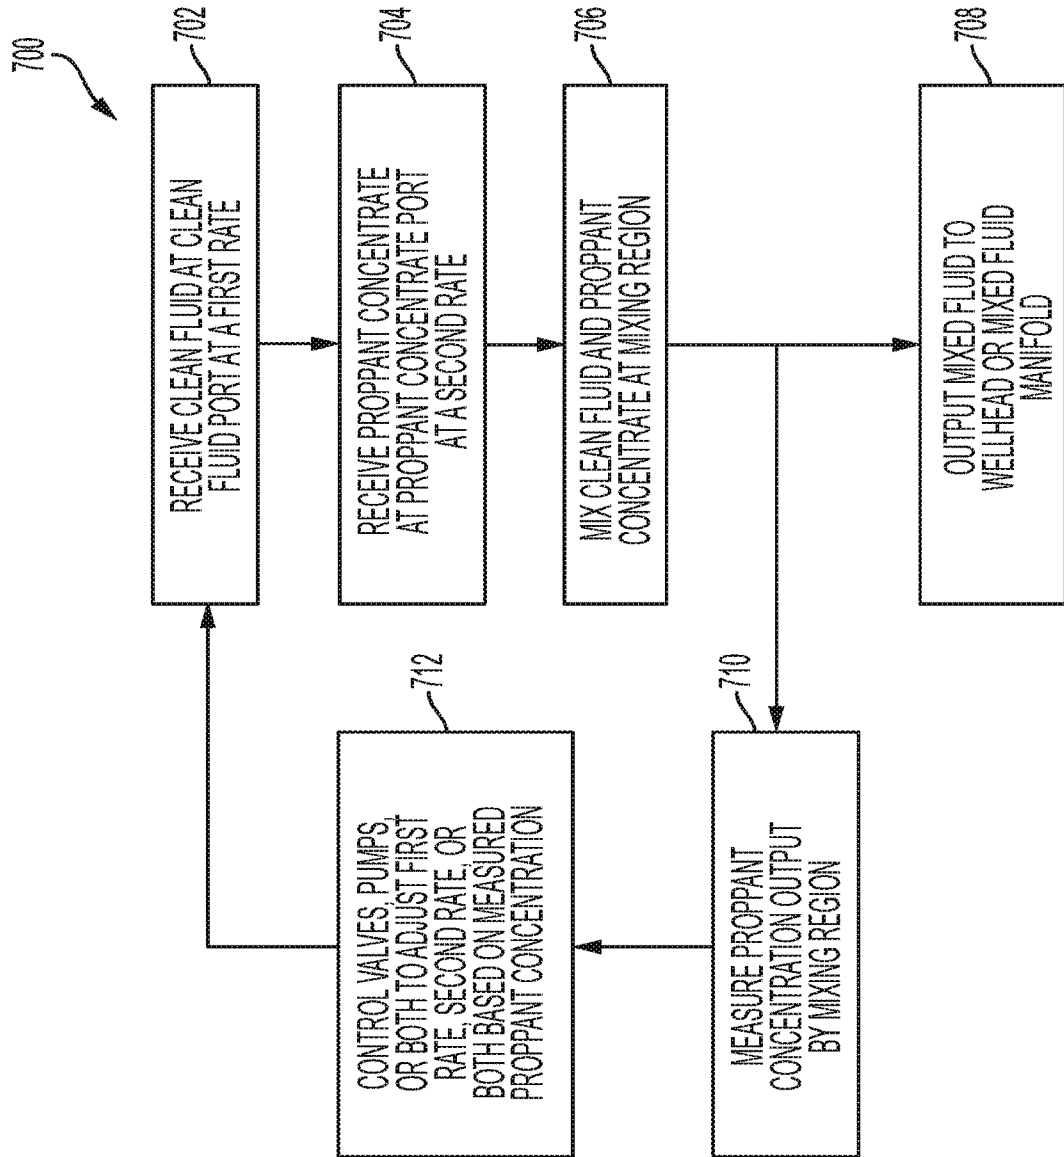 700
RECEIVE CLEAN FLUID AT CLEAN
FLUID PORT AT A FIRST RATE
702
RECEIVE PROPPANT CONCENTRATE
AT PROPPANT CONCENTRATE PORT
AT A SECOND RATE
704
MIX CLEAN FLUID AND PROPPANT
CONCENTRATE AT MIXING REGION
706
OUTPUT MIXED FLUID TO
WELLHEAD OR MIXED FLUID
MANIFOLD
708
MEASURE PROPPANT
CONCENTRATION OUTPUT
BY MIXING REGION
710
CONTROL VALVES, PUMPS,
OR BOTH TO ADJUST FIRST
RATE, SECOND RATE, OR
BOTH BASED ON MEASURED
PROPPANT CONCENTRATION
712